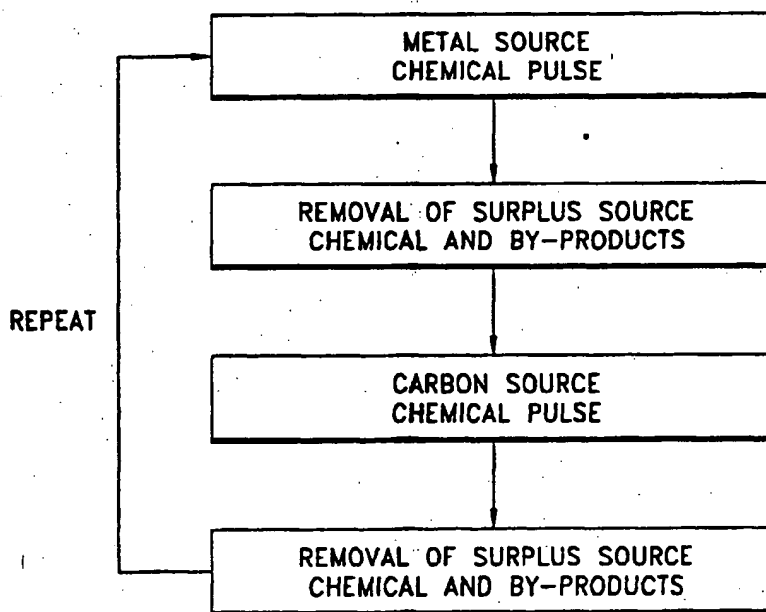 METAL SOURCE
CHEMICAL PULSE
REMOVAL OF SURPLUS SOURCE
CHEMICAL AND BY-PRODUCTS
REPEAT
CARBON SOURCE
CHEMICAL PULSE
REMOVAL OF SURPLUS SOURCE
CHEMICAL AND BY-PRODUCTS